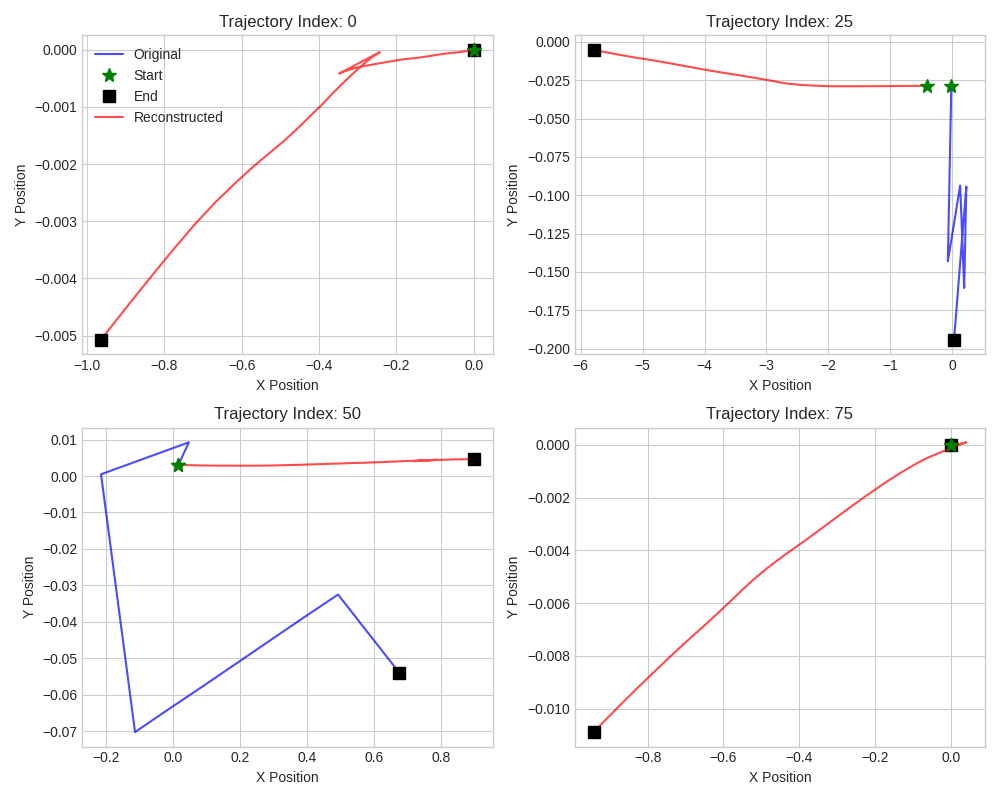 Trajectory Index: 0
Original
Start
End
Reconstructed
0.000
−0.001
−0.002
−0.003
−0.004
−0.005
Y Position
−1.0 −0.8 −0.6 −0.4 −0.2 0.0
X Position
Trajectory Index: 25
0.000
−0.025
−0.050
−0.075
−0.100
−0.125
−0.150
−0.175
−0.200
Y Position
−6 −5 −4 −3 −2 −1 0
X Position
Trajectory Index: 50
0.01
0.00
−0.01
−0.02
−0.03
−0.04
−0.05
−0.06
−0.07
Y Position
−0.2 0.0 0.2 0.4 0.6 0.8
X Position
Trajectory Index: 75
0.000
−0.002
−0.004
−0.006
−0.008
−0.010
Y Position
−0.8 −0.6 −0.4 −0.2 0.0
X Position